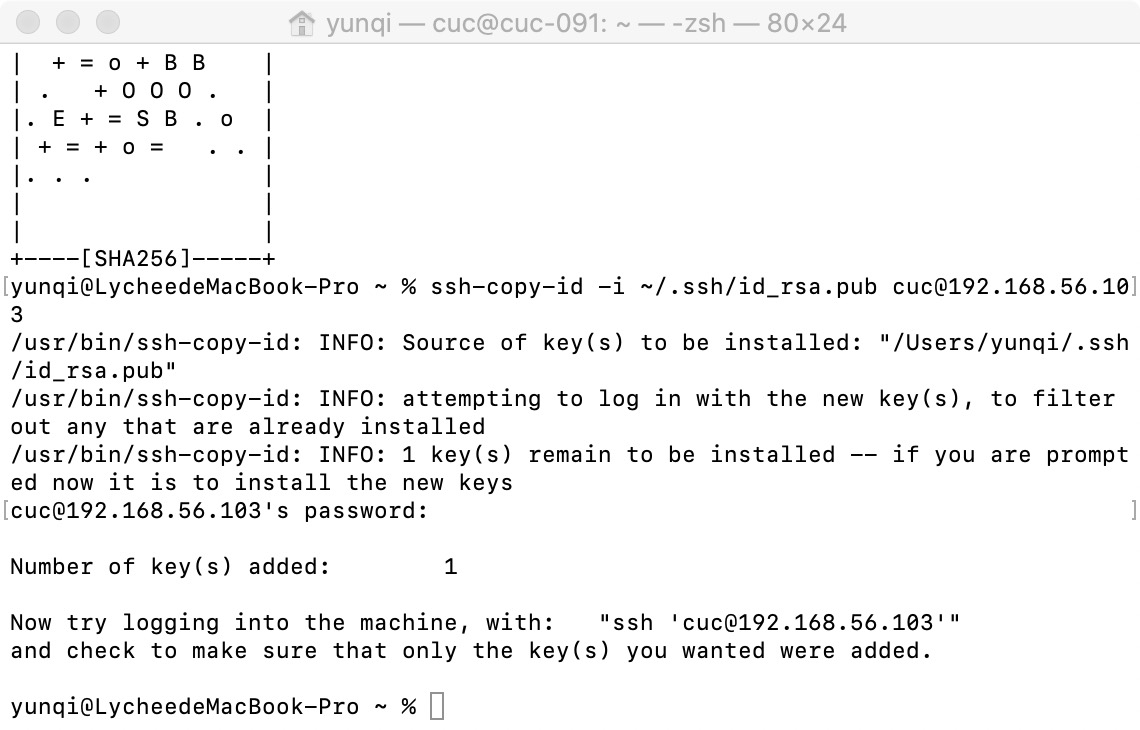 yunqi — cuc@cuc-091: ~ — -zsh — 80×24
|  + = o + B B    |
| .   + O O O .   |
|. E + = S B . o  |
| + = + o =   . . |
|. . .            |
|                 |
|                 |
+----[SHA256]-----+
[yunqi@LycheedeMacBook-Pro ~ % ssh-copy-id -i ~/.ssh/id_rsa.pub cuc@192.168.56.10]
3
/usr/bin/ssh-copy-id: INFO: Source of key(s) to be installed: "/Users/yunqi/.ssh
/id_rsa.pub"
/usr/bin/ssh-copy-id: INFO: attempting to log in with the new key(s), to filter
out any that are already installed
/usr/bin/ssh-copy-id: INFO: 1 key(s) remain to be installed -- if you are prompt
ed now it is to install the new keys
[cuc@192.168.56.103's password:                                                  ]
Number of key(s) added:        1
Now try logging into the machine, with:   "ssh 'cuc@192.168.56.103'"
and check to make sure that only the key(s) you wanted were added.
yunqi@LycheedeMacBook-Pro ~ %